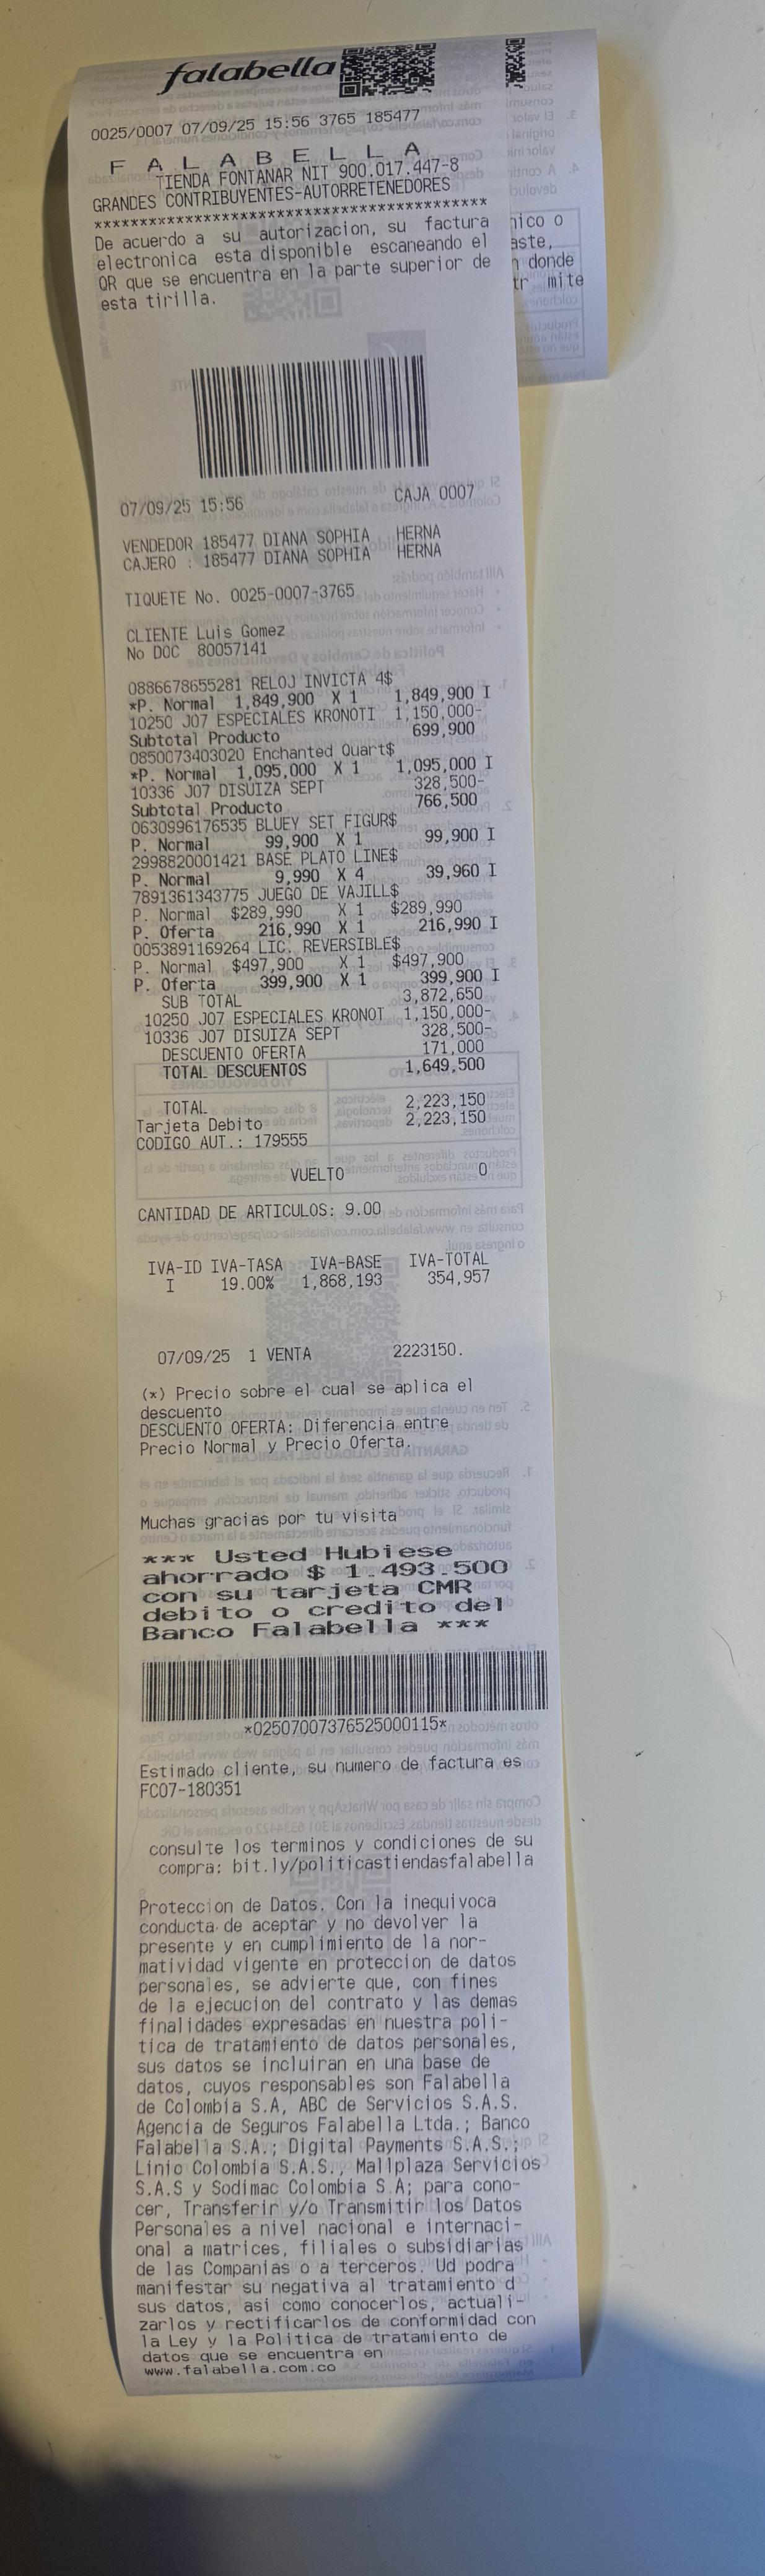 falabella
0025/0007 07/09/25 15:56 3765 185477
F A L A B E L L A
TIENDA FONTANAR NIT 900.017.447-8
GRANDES CONTRIBUYENTES-AUTORRETENEDORES
******************************************
De acuerdo a su autorizacion, su factura
electronica esta disponible escaneando el
QR que se encuentra en la parte superior de
esta tirilla.
nico o
aste,
donde
mite
07/09/25 15:56 CAJA 0007
VENDEDOR 185477 DIANA SOPHIA HERNA
CAJERO : 185477 DIANA SOPHIA HERNA
TIQUETE No. 0025-0007-3765
CLIENTE Luis Gomez
No DOC 80057141
0886678655281 RELOJ INVICTA 4$
*P. Normal 1,849,900 X 1 1,849,900 I
10250 J07 ESPECIALES KRONOTI 1,150,000-
Subtotal Producto 699,900
0850073403020 Enchanted Quart$
*P. Normal 1,095,000 X 1 1,095,000 I
10336 J07 DISUIZA SEPT 328,500-
Subtotal Producto 766,500
0630996176535 BLUEY SET FIGUR$
P. Normal 99,900 X 1 99,900 I
2998820001421 BASE PLATO LINE$
P. Normal 9,990 X 4 39,960 I
7891361343775 JUEGO DE VAJILL$
P. Normal $289,990 X 1 $289,990
P. Oferta 216,990 X 1 216,990 I
0053891169264 LIC. REVERSIBLE$
P. Normal $497,900 X 1 $497,900
P. Oferta 399,900 X 1 399,900 I
SUB TOTAL 3,872,650
10250 J07 ESPECIALES KRONOT 1,150,000-
10336 J07 DISUIZA SEPT 328,500-
DESCUENTO OFERTA 171,000
TOTAL DESCUENTOS 1,649,500
TOTAL 2,223,150
Tarjeta Debito 2,223,150
CODIGO AUT.: 179555
VUELTO 0
CANTIDAD DE ARTICULOS: 9.00
IVA-ID IVA-TASA IVA-BASE IVA-TOTAL
I 19.00% 1,868,193 354,957
07/09/25 1 VENTA 2223150.
(*) Precio sobre el cual se aplica el
descuento
DESCUENTO OFERTA: Diferencia entre
Precio Normal y Precio Oferta.
Muchas gracias por tu visita
*** Usted Hubiese
ahorrado $ 1.493.500
con su tarjeta CMR
debito o credito del
Banco Falabella ***
*02507007376525000115*
Estimado cliente, su numero de factura es
FC07-180351
consulte los terminos y condiciones de su
compra: bit.ly/politicastiendasfalabella
Proteccion de Datos. Con la inequivoca
conducta de aceptar y no devolver la
presente y en cumplimiento de la nor-
matividad vigente en proteccion de datos
personales, se advierte que, con fines
de la ejecucion del contrato y las demas
finalidades expresadas en nuestra poli-
tica de tratamiento de datos personales,
sus datos se incluiran en una base de
datos, cuyos responsables son Falabella
de Colombia S.A, ABC de Servicios S.A.S.
Agencia de Seguros Falabella Ltda.; Banco
Falabella S.A.; Digital Payments S.A.S.;
Linio Colombia S.A.S., Mallplaza Servicios
S.A.S y Sodimac Colombia S.A; para cono-
cer, Transferir y/o Transmitir los Datos
Personales a nivel nacional e internaci-
onal a matrices, filiales o subsidiarias
de las Companias o a terceros. Ud podra
manifestar su negativa al tratamiento d
sus datos, asi como conocerlos, actuali-
zarlos y rectificarlos de conformidad con
la Ley y la Politica de tratamiento de
datos que se encuentra en
www.falabella.com.co